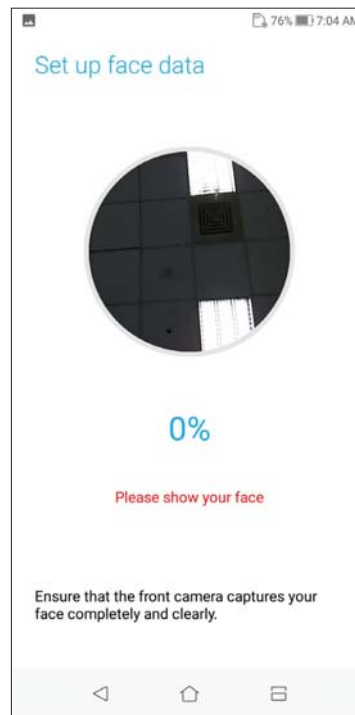 76% 7:04 AM
Set up face data
0%
Please show your face
Ensure that the front camera captures your
face completely and clearly.